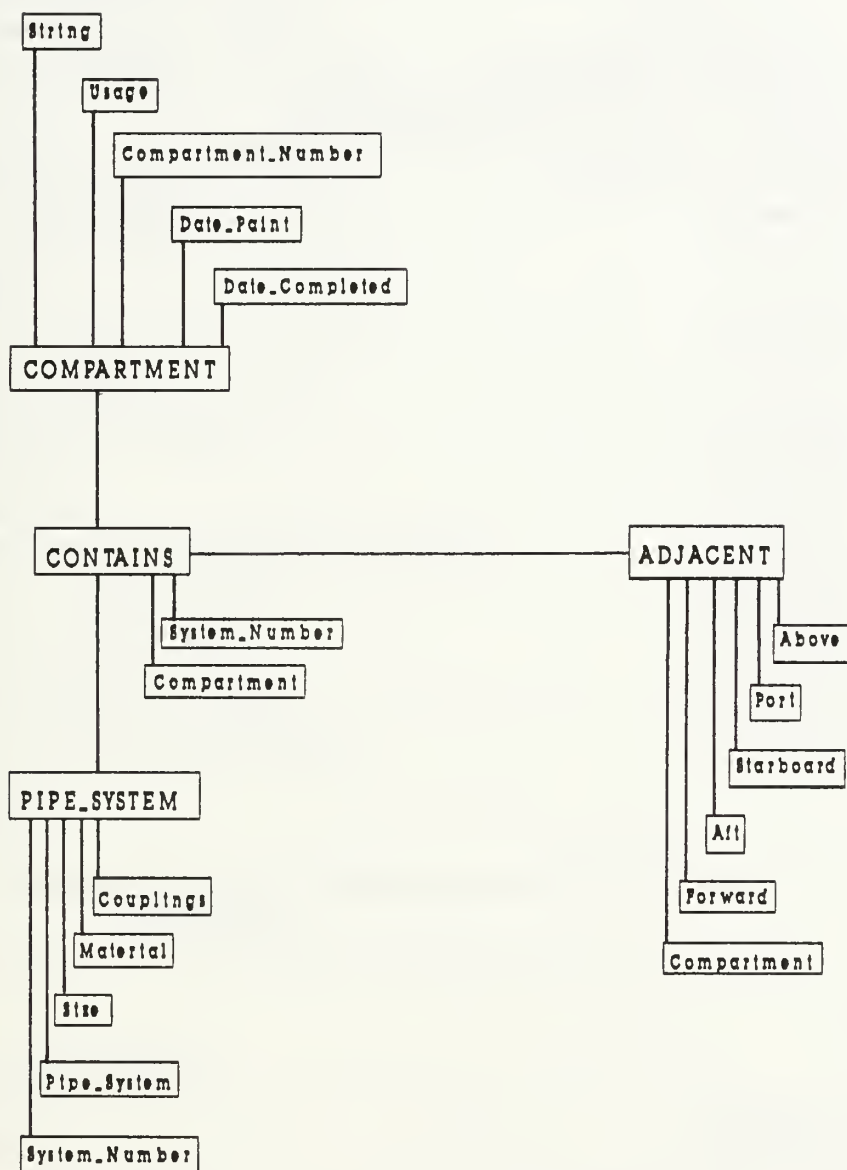 String
Usage
Compartment_Number
Date_Paint
Date_Completed
COMPARTMENT
CONTAINS
ADJACENT
System_Number
Compartment
Above
Port
Starboard
Aft
Forward
Compartment
PIPE_SYSTEM
Couplings
Material
Size
Pipe_System
System_Number